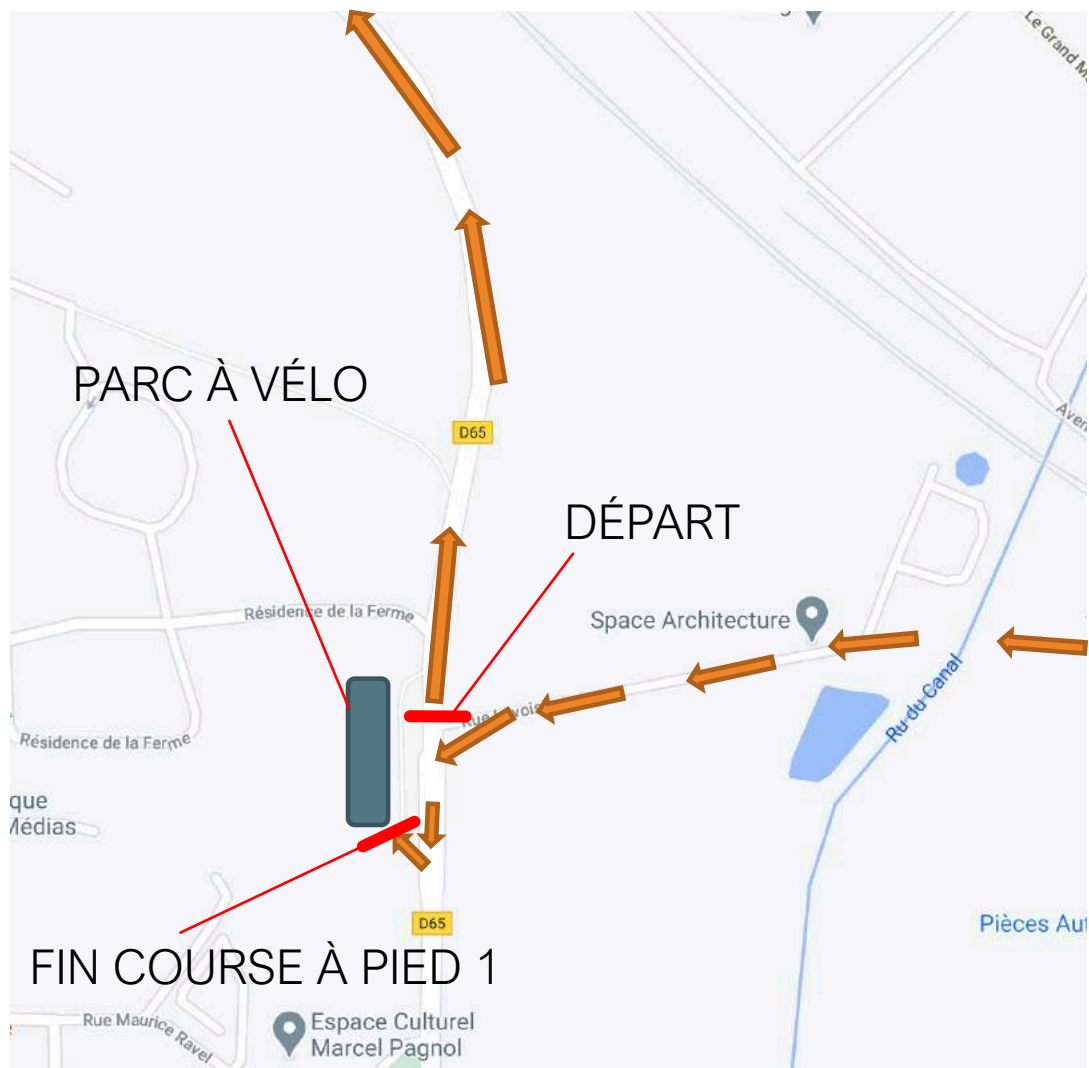 Le Grand M
PARC À VÉLO
Aven
D65
DÉPART
Résidence de la Ferme
Space Architecture
Ru du Canal
Résidence de la Ferme
que
Médias
D65
Pièces Aut
FIN COURSE À PIED 1
Rue Maurice Ravel
Espace Culturel
Marcel Pagnol